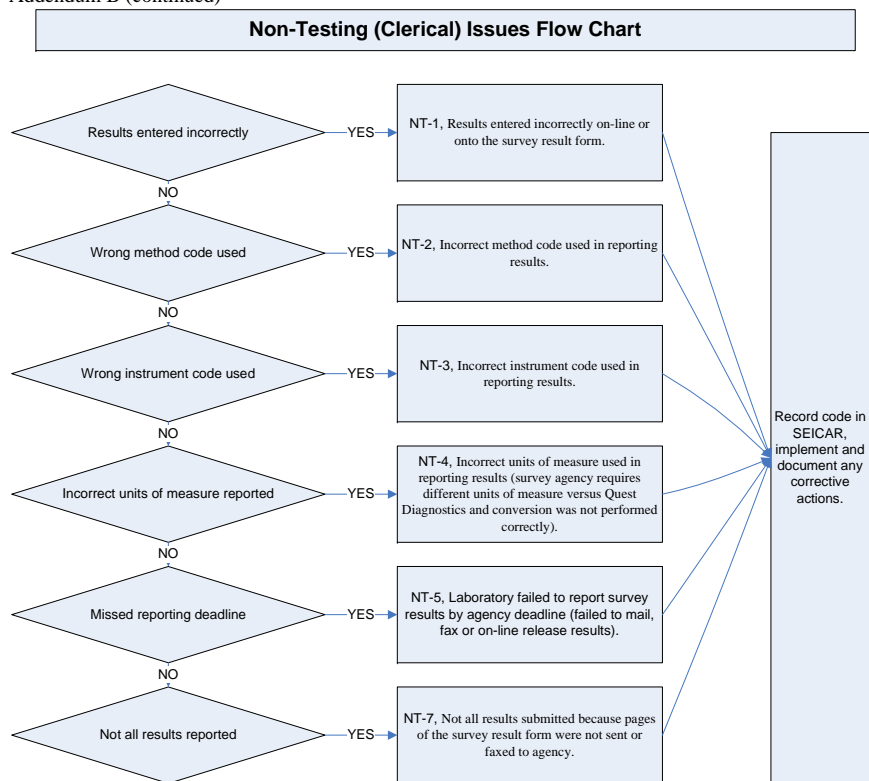 Addendum B (continued)
Non-Testing (Clerical) Issues Flow Chart
Results entered incorrectly
YES
NT-1, Results entered incorrectly on-line or
onto the survey result form.
NO
Wrong method code used
YES
NT-2, Incorrect method code used in reporting
results.
NO
Wrong instrument code used
YES
NT-3, Incorrect instrument code used in
reporting results.
NO
Incorrect units of measure reported
YES
NT-4, Incorrect units of measure used in
reporting results (survey agency requires
different units of measure versus Quest
Diagnostics and conversion was not performed
correctly).
NO
Missed reporting deadline
YES
NT-5, Laboratory failed to report survey
results by agency deadline (failed to mail,
fax or on-line release results).
NO
Not all results reported
YES
NT-7, Not all results submitted because pages
of the survey result form were not sent or
faxed to agency.
Record code in
SEICAR,
implement and
document any
corrective
actions.